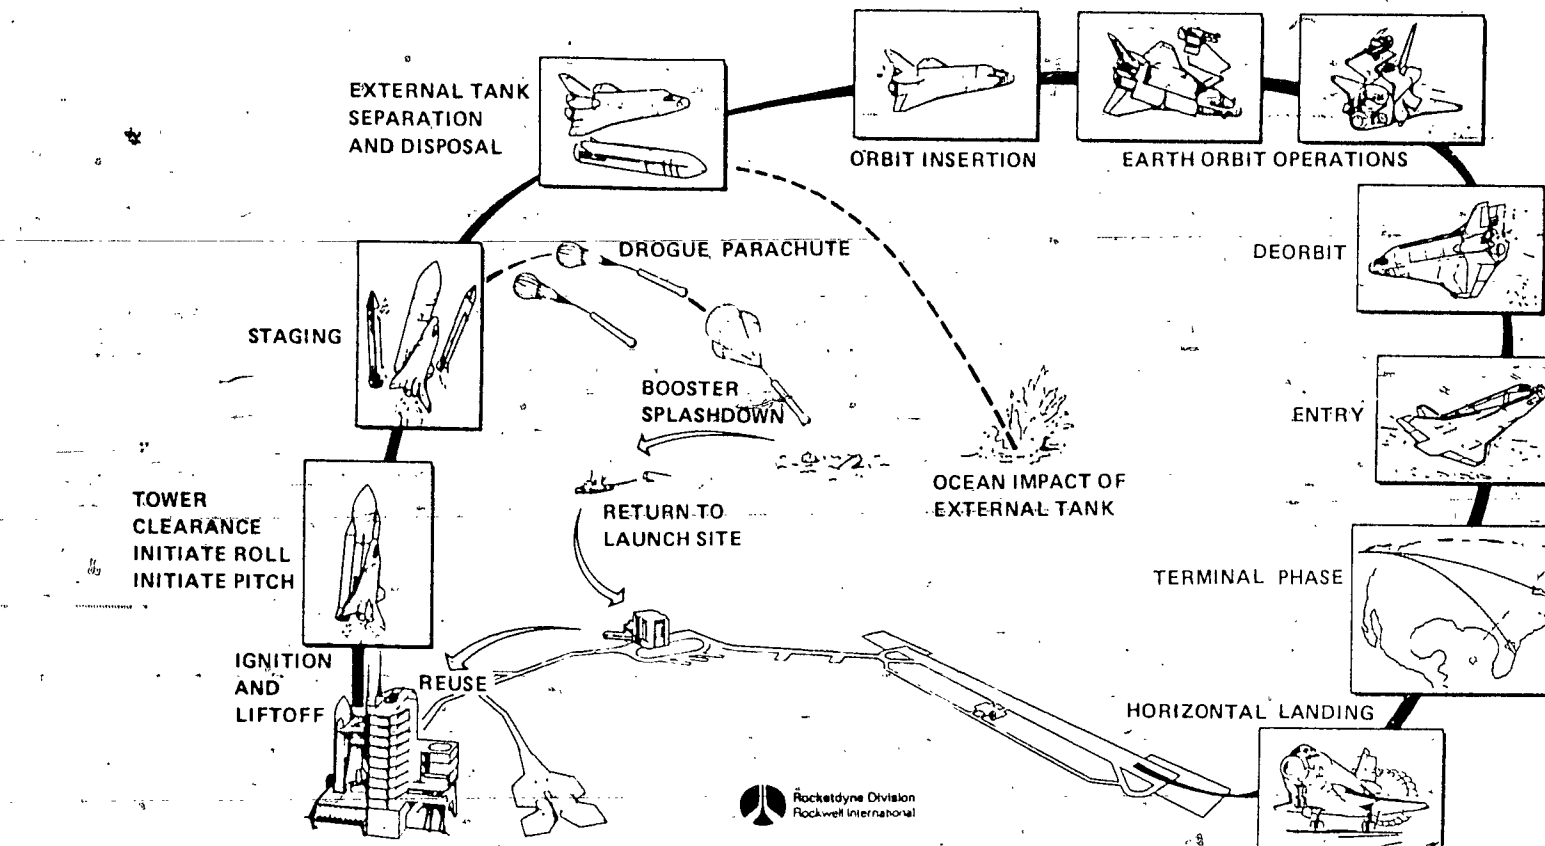 EXTERNAL TANK
SEPARATION
AND DISPOSAL
ORBIT INSERTION
EARTH ORBIT OPERATIONS
DROGUE PARACHUTE
DEORBIT
STAGING
BOOSTER
SPLASHDOWN
ENTRY
OCEAN IMPACT OF
EXTERNAL TANK
TOWER
CLEARANCE
INITIATE ROLL
INITIATE PITCH
RETURN TO
LAUNCH SITE
TERMINAL PHASE
IGNITION
AND
LIFTOFF
REUSE
HORIZONTAL LANDING
Rocketdyne Division
Rockwell International